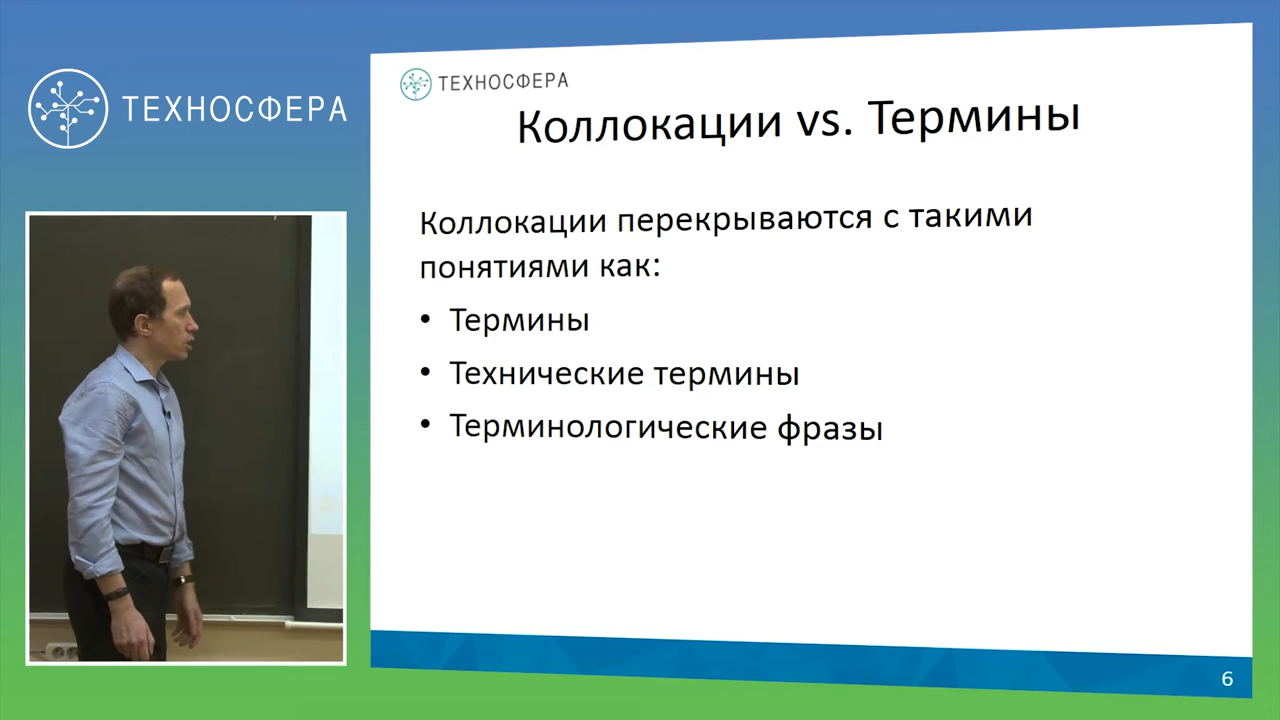 ТЕХНОСФЕРА
ТЕХНОСФЕРА
Коллокации vs. Термины
Коллокации перекрываются с такими
понятиями как:
• Термины
• Технические термины
• Терминологические фразы
6